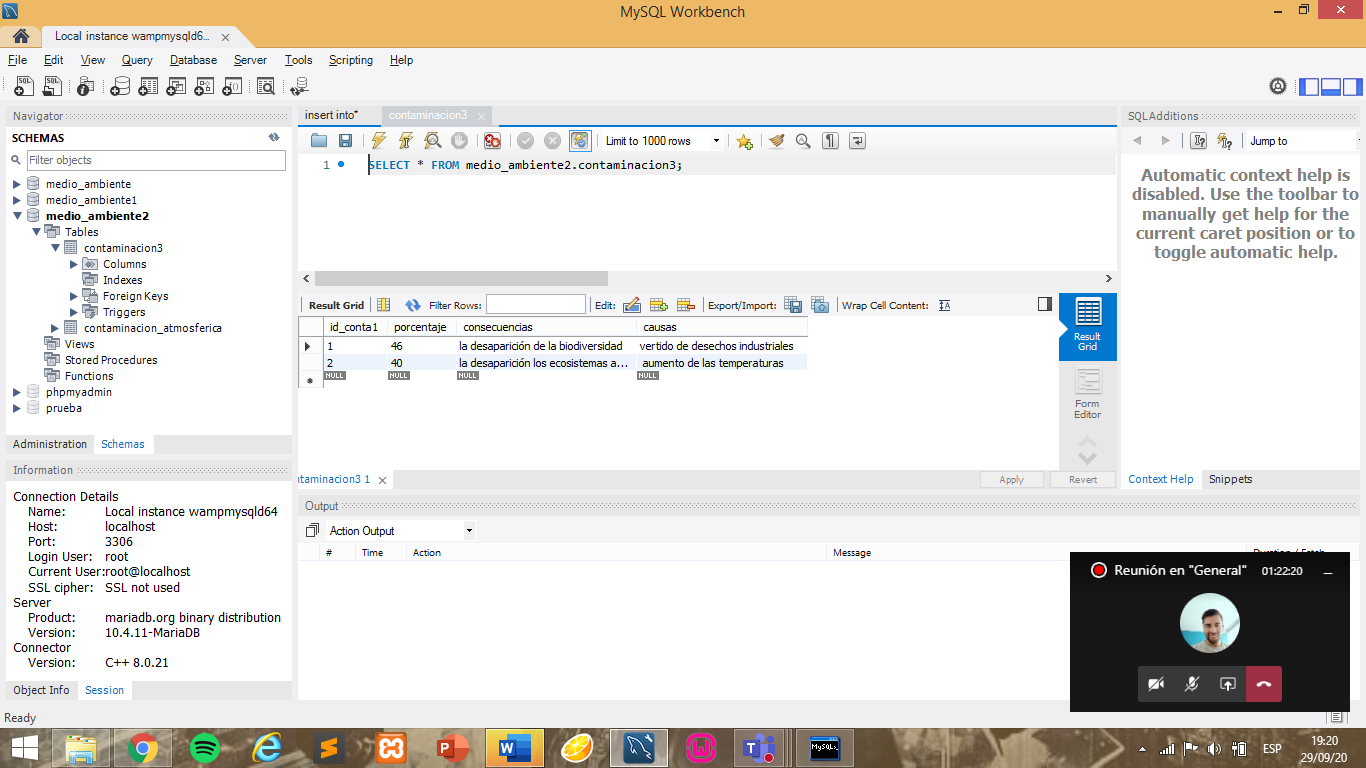 MySQL Workbench
Local instance wampmysqld6... ×
File Edit View Query Database Server Tools Scripting Help
Navigator
SCHEMAS
Filter objects
medio_ambiente
medio_ambiente1
medio_ambiente2
Tables
contaminacion3
Columns
Indexes
Foreign Keys
Triggers
contaminacion_atmosferica
Views
Stored Procedures
Functions
phpmyadmin
prueba
Administration Schemas
Information
Connection Details
Name: Local instance wampmysqld64
Host: localhost
Port: 3306
Login User: root
Current User:root@localhost
SSL cipher: SSL not used
Server
Product: mariadb.org binary distribution
Version: 10.4.11-MariaDB
Connector
Version: C++ 8.0.21
Object Info Session
Ready
insert into* contaminacion3 ×
Limit to 1000 rows
1 SELECT * FROM medio_ambiente2.contaminacion3;
Result Grid Filter Rows: Edit: Export/Import: Wrap Cell Content:
id_conta1 porcentaje consecuencias causas
1 46 la desaparición de la biodiversidad vertido de desechos industriales
2 40 la desaparición los ecosistemas a... aumento de las temperaturas
NULL NULL NULL NULL
Result Grid
Form Editor
ntaminacion3 1 ×
Apply Revert
Output
Action Output
# Time Action Message Duration / Fetch
SQLAdditions
Jump to
Automatic context help is
disabled. Use the toolbar to
manually get help for the
current caret position or to
toggle automatic help.
Context Help Snippets
Reunión en "General" 01:22:20
ESP
19:20
29/09/20